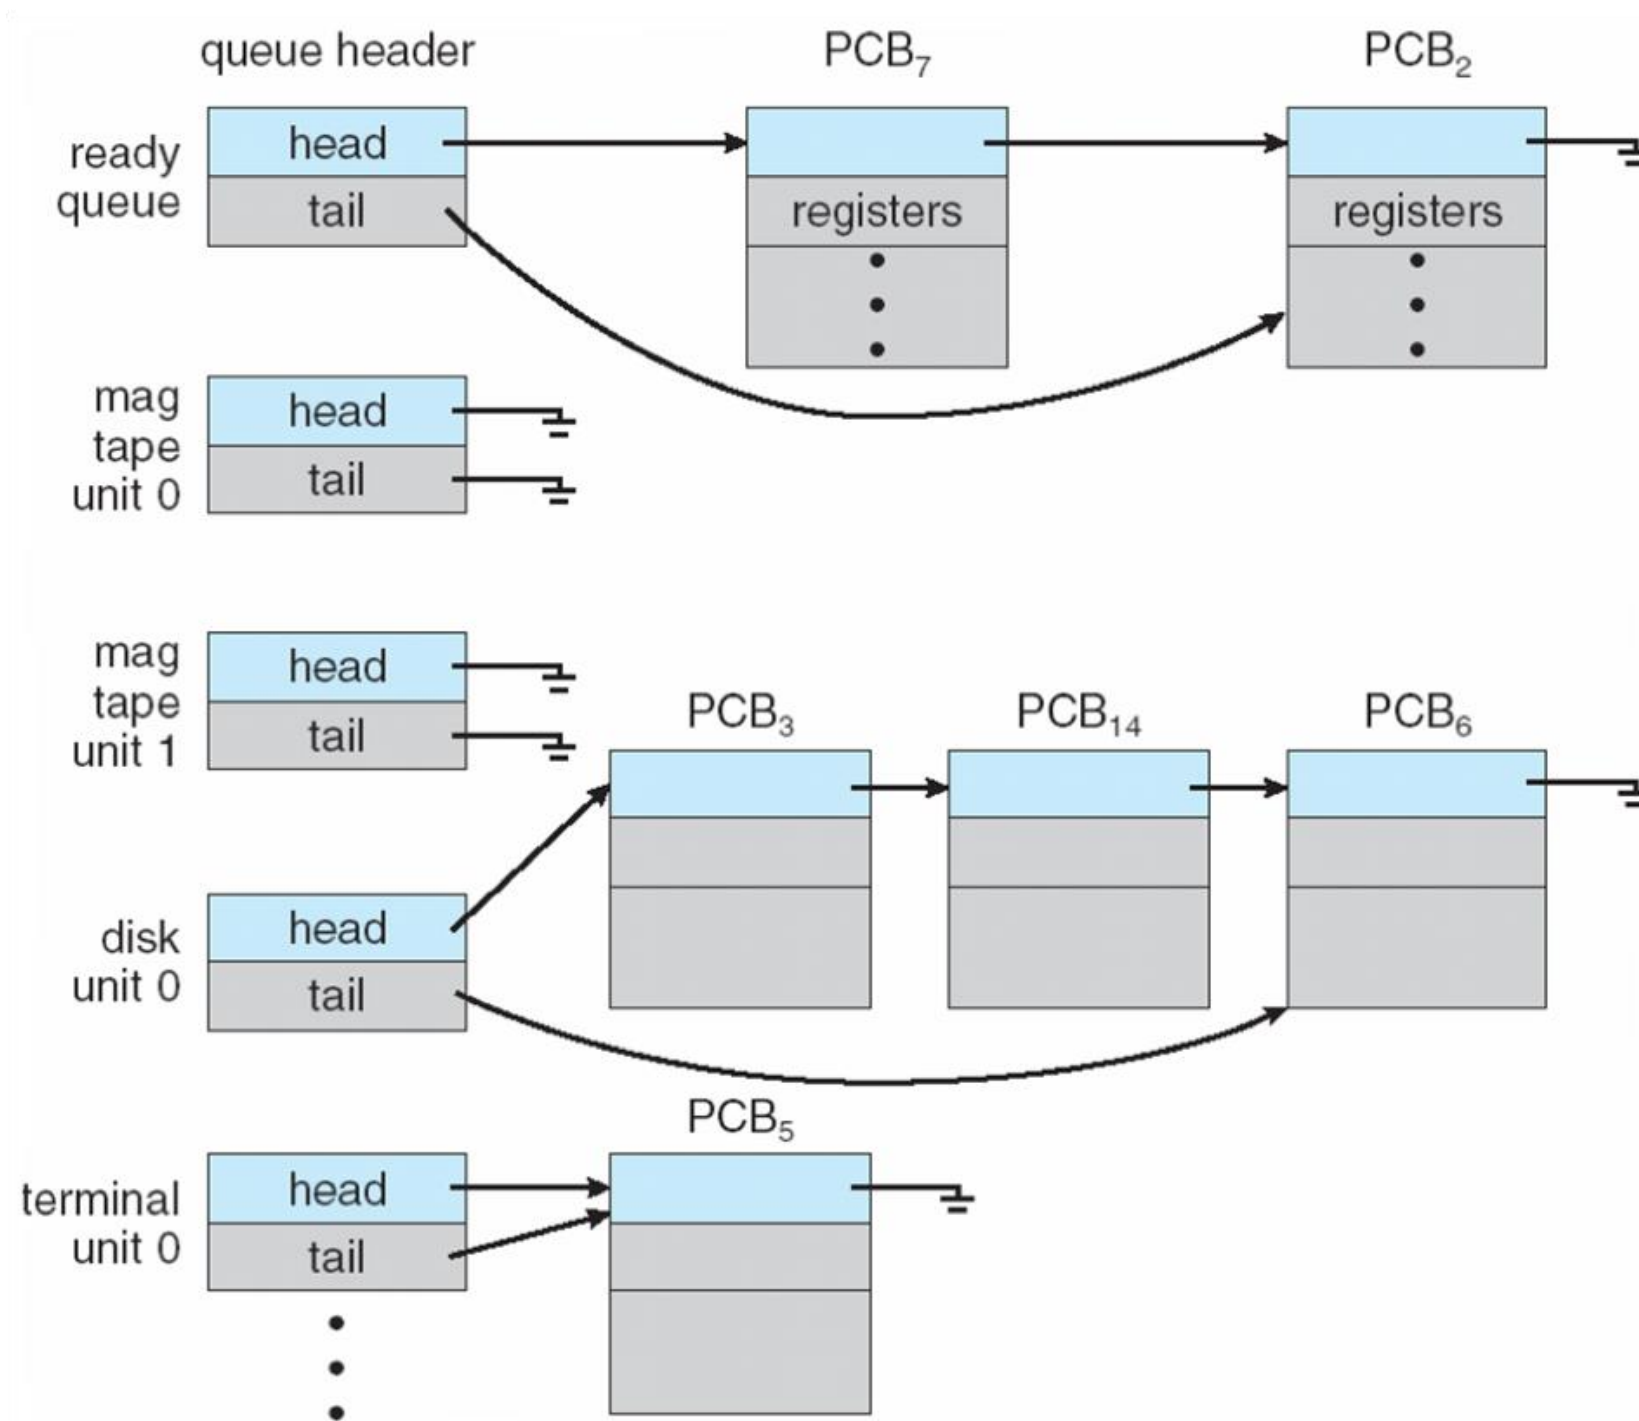 queue header
PCB₇
PCB₂
ready
queue
head
tail
registers
registers
mag
tape
unit 0
head
tail
mag
tape
unit 1
head
tail
PCB₃
PCB₁₄
PCB₆
disk
unit 0
head
tail
PCB₅
terminal
unit 0
head
tail